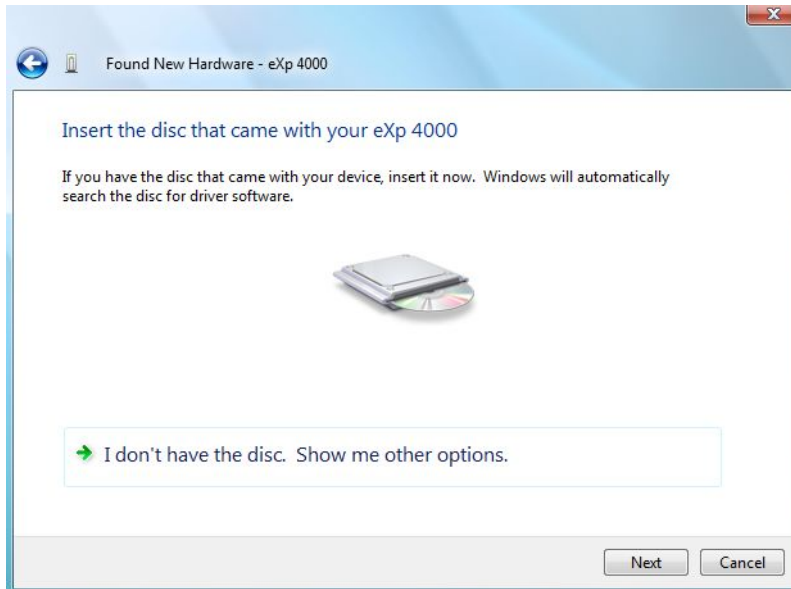 Found New Hardware - eXp 4000
Insert the disc that came with your eXp 4000
If you have the disc that came with your device, insert it now.  Windows will automatically
search the disc for driver software.
I don't have the disc.  Show me other options.
Next Cancel